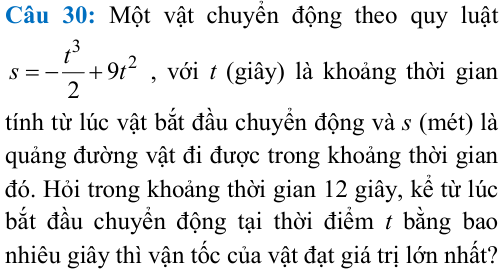 Câu 30: Một vật chuyển động theo quy luật
s = -\frac{t^3}{2} + 9t^2 , với t (giây) là khoảng thời gian
tính từ lúc vật bắt đầu chuyển động và s (mét) là
quảng đường vật đi được trong khoảng thời gian
đó. Hỏi trong khoảng thời gian 12 giây, kể từ lúc
bắt đầu chuyển động tại thời điểm t bằng bao
nhiêu giây thì vận tốc của vật đạt giá trị lớn nhất?